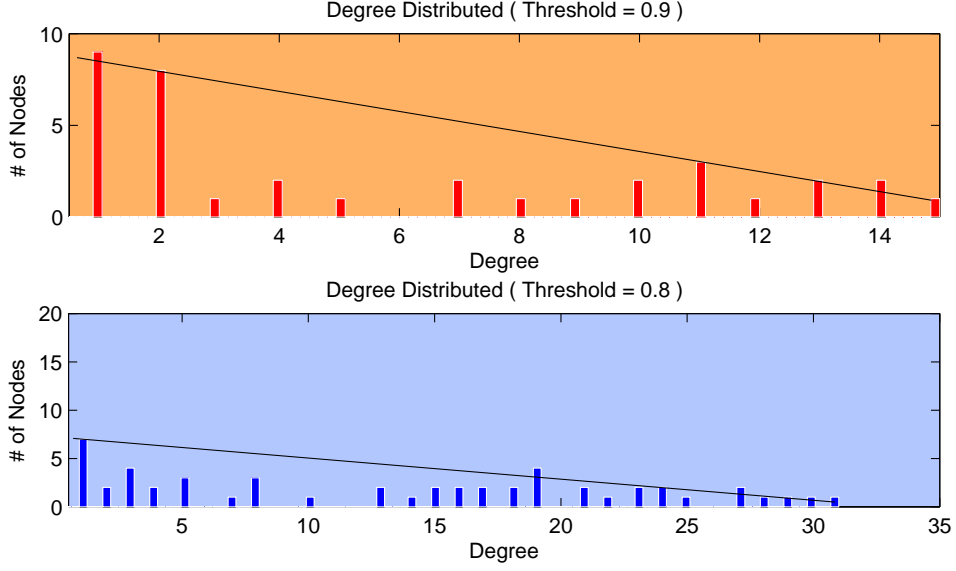 Degree Distributed ( Threshold = 0.9 )
10
5
0
# of Nodes
2 4 6 8 10 12 14
Degree
Degree Distributed ( Threshold = 0.8 )
20
15
10
5
0
# of Nodes
5 10 15 20 25 30 35
Degree